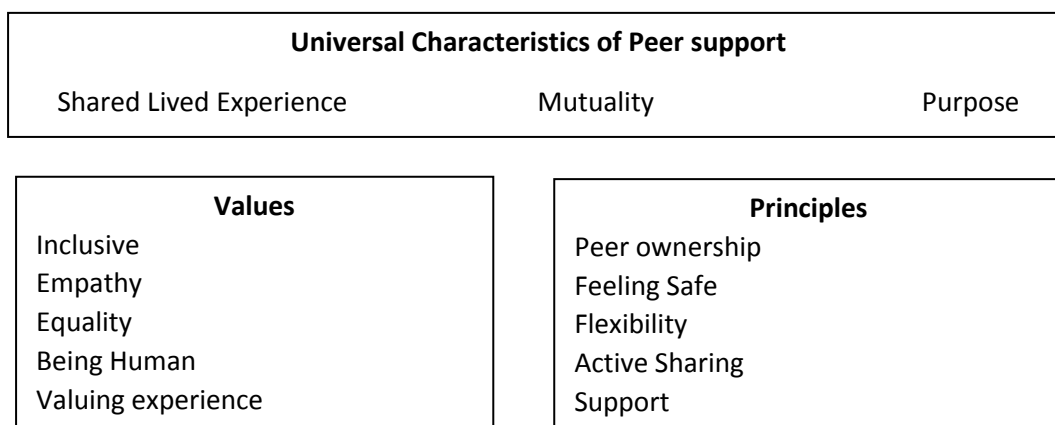 Universal Characteristics of Peer support
Shared Lived Experience Mutuality Purpose
Values
Inclusive
Empathy
Equality
Being Human
Valuing experience
Principles
Peer ownership
Feeling Safe
Flexibility
Active Sharing
Support